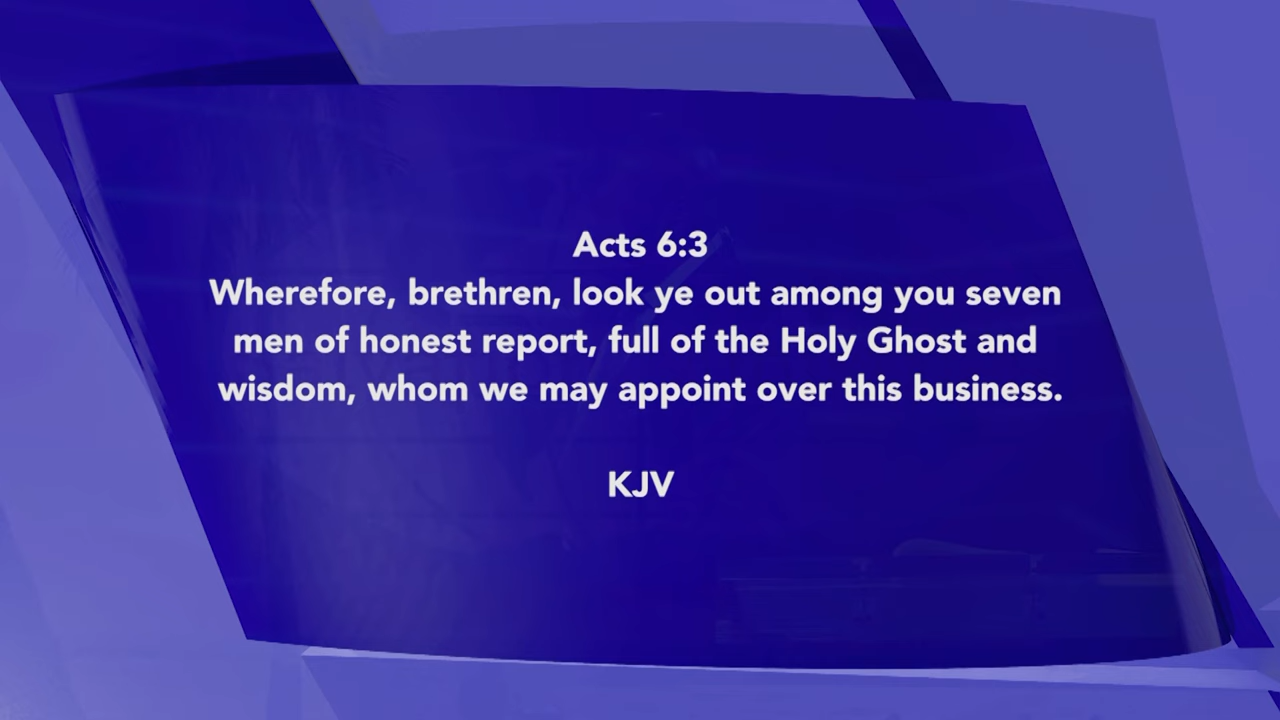 Acts 6:3
Wherefore, brethren, look ye out among you seven
men of honest report, full of the Holy Ghost and
wisdom, whom we may appoint over this business.
KJV